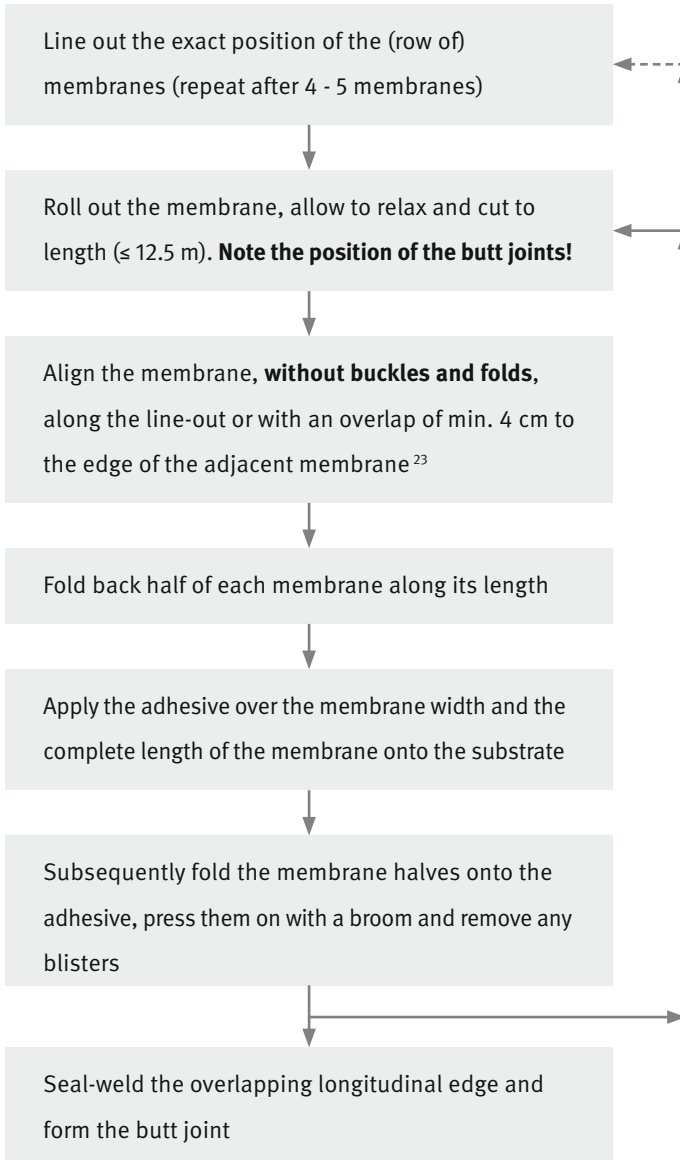 Line out the exact position of the (row of)
membranes (repeat after 4 - 5 membranes)
Roll out the membrane, allow to relax and cut to
length (≤ 12.5 m). Note the position of the butt joints!
Align the membrane, without buckles and folds,
along the line-out or with an overlap of min. 4 cm to
the edge of the adjacent membrane 23
Fold back half of each membrane along its length
Apply the adhesive over the membrane width and the
complete length of the membrane onto the substrate
Subsequently fold the membrane halves onto the
adhesive, press them on with a broom and remove any
blisters
Seal-weld the overlapping longitudinal edge and
form the butt joint